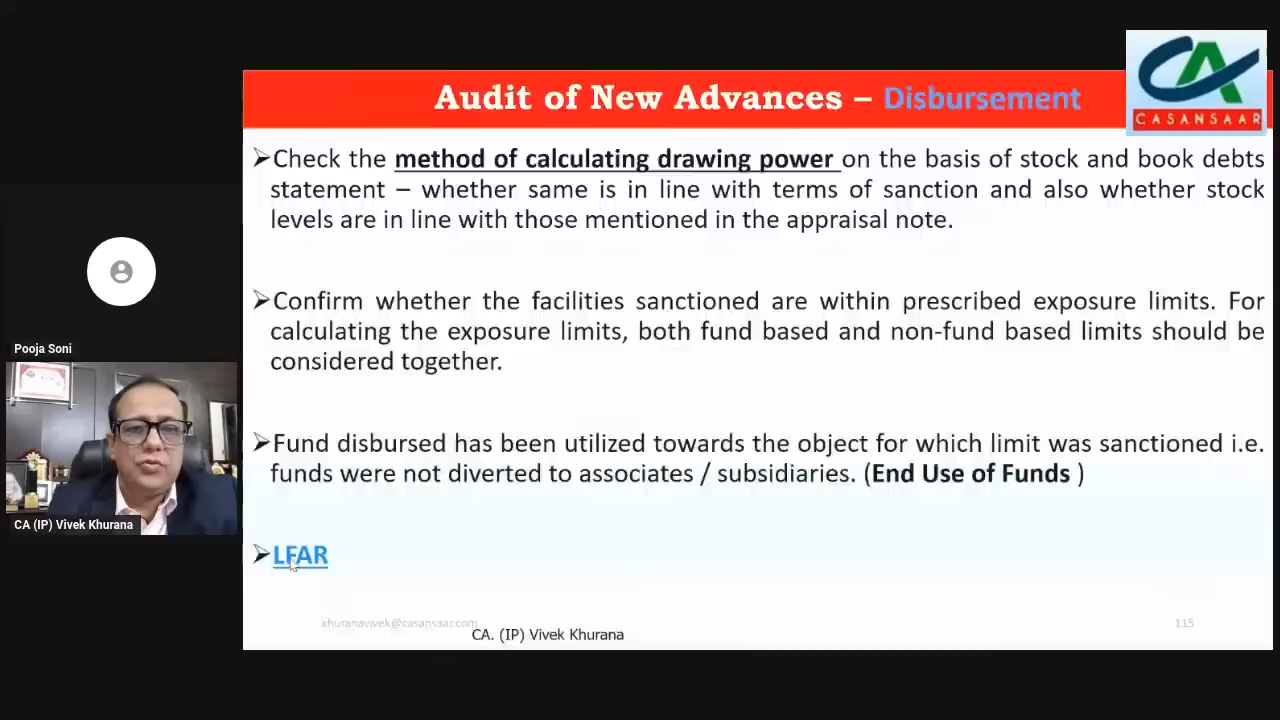 Audit of New Advances – Disbursement
CASANSAAR
➢Check the method of calculating drawing power on the basis of stock and book debts
statement – whether same is in line with terms of sanction and also whether stock
levels are in line with those mentioned in the appraisal note.
➢Confirm whether the facilities sanctioned are within prescribed exposure limits. For
calculating the exposure limits, both fund based and non-fund based limits should be
considered together.
➢Fund disbursed has been utilized towards the object for which limit was sanctioned i.e.
funds were not diverted to associates / subsidiaries. (End Use of Funds )
➢LFAR
khuranavivek@casansaar.com
CA. (IP) Vivek Khurana
115
Pooja Soni
CA (IP) Vivek Khurana